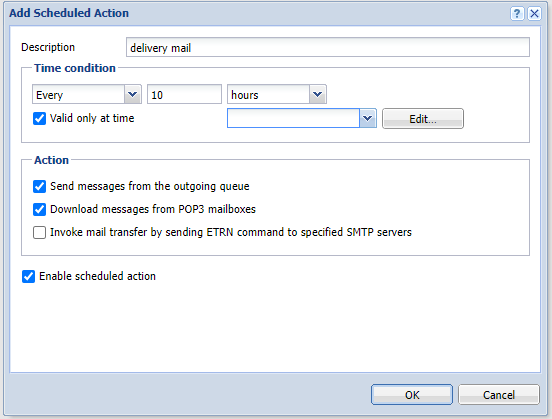 Add Scheduled Action
Description delivery mail
Time condition
Every 10 hours
Valid only at time Edit...
Action
Send messages from the outgoing queue
Download messages from POP3 mailboxes
Invoke mail transfer by sending ETRN command to specified SMTP servers
Enable scheduled action
OK Cancel